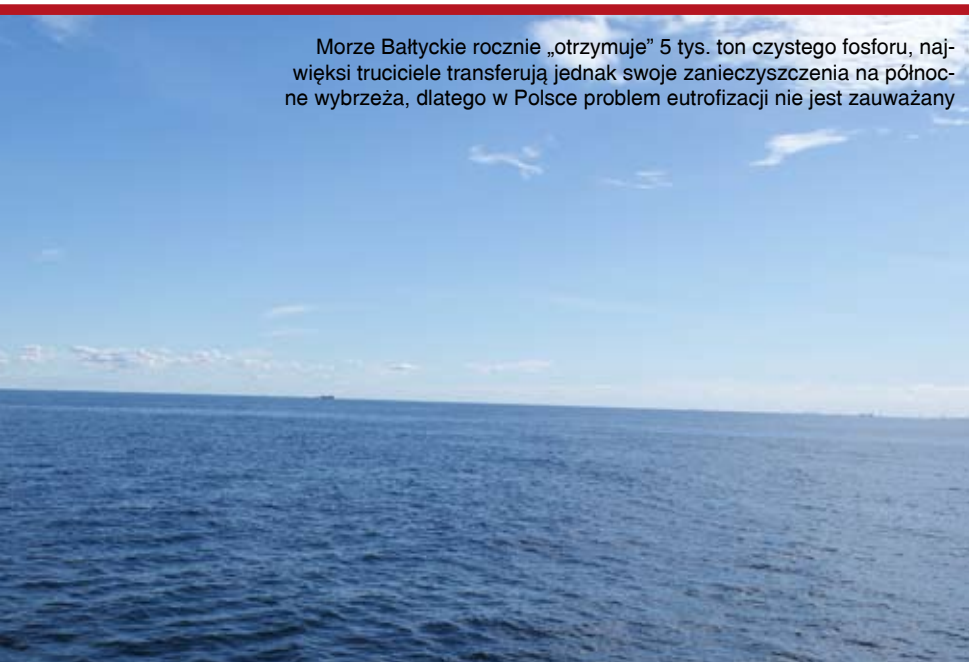 Morze Bałtyckie rocznie „otrzymuje” 5 tys. ton czystego fosforu, naj-
więksi truciciele transferują jednak swoje zanieczyszczenia na północ-
ne wybrzeża, dlatego w Polsce problem eutrofizacji nie jest zauważany